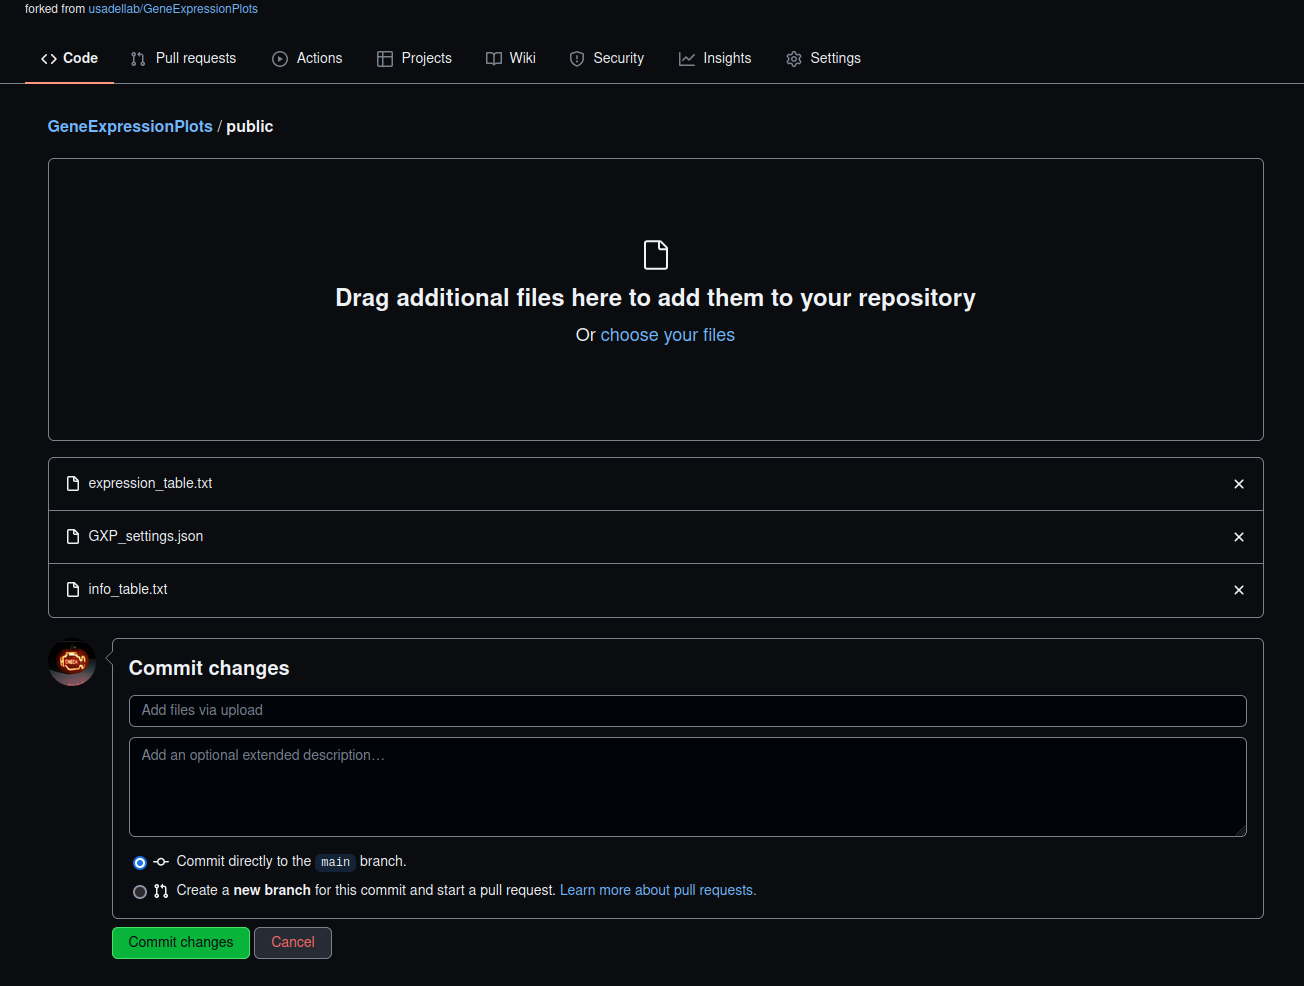 forked from usadellab/GeneExpressionPlots
Code Pull requests Actions Projects Wiki Security Insights Settings
GeneExpressionPlots / public
Drag additional files here to add them to your repository
Or choose your files
expression_table.txt
GXP_settings.json
info_table.txt
CHECK
Commit changes
Add files via upload
Add an optional extended description…
Commit directly to the main branch.
Create a new branch for this commit and start a pull request. Learn more about pull requests.
Commit changes Cancel